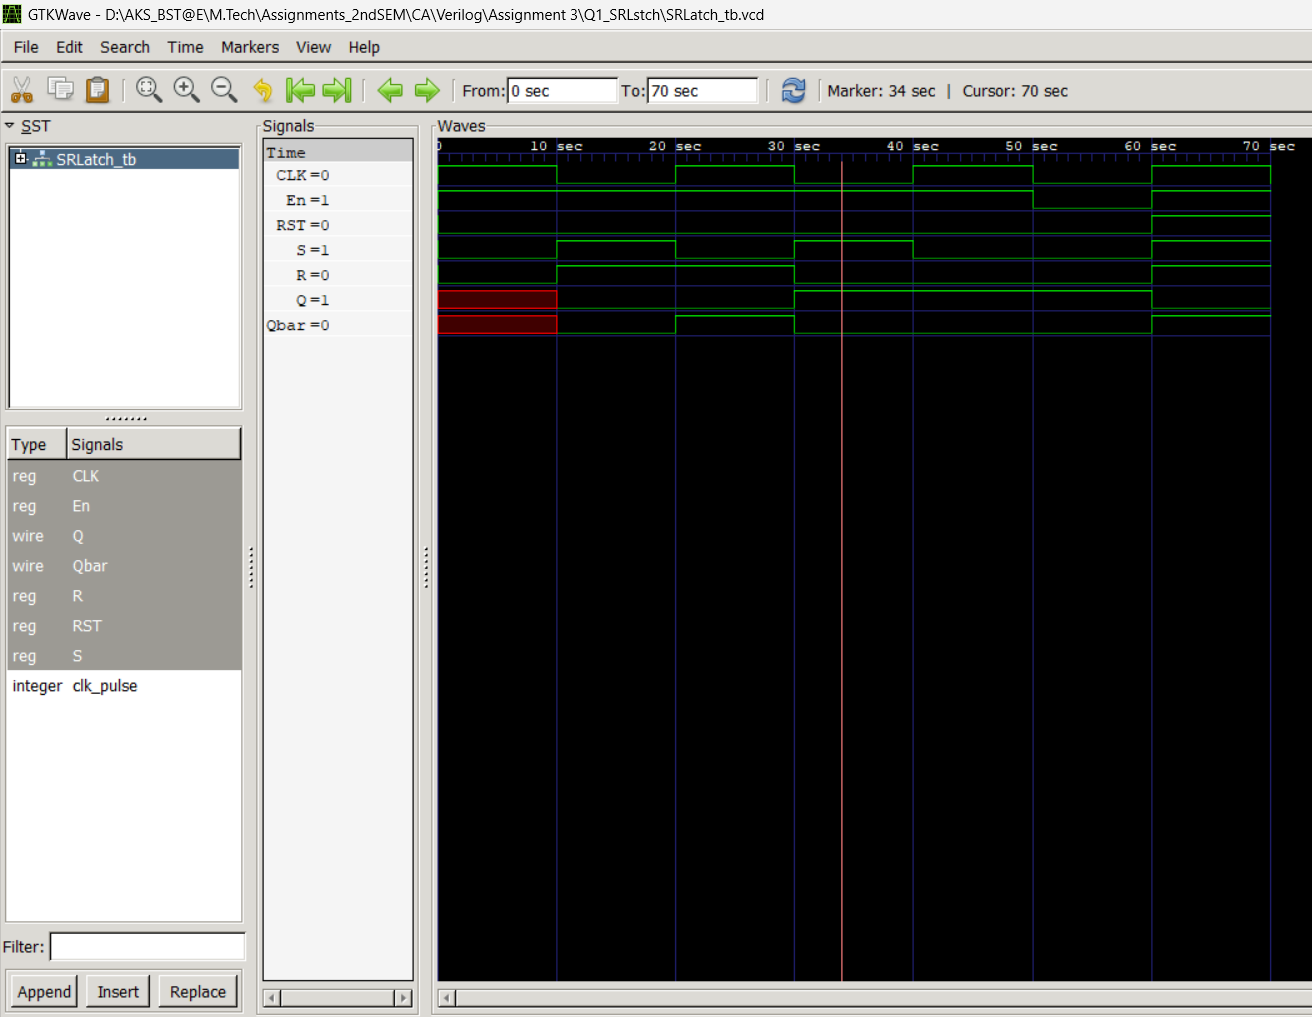 GTKWave - D:\AKS_BST@E\M.Tech\Assignments_2ndSEM\CA\Verilog\Assignment 3\Q1_SRLstch\SRLatch_tb.vcd
File Edit Search Time Markers View Help
From: 0 sec To: 70 sec Marker: 34 sec | Cursor: 70 sec
SST
SRLatch_tb
Type Signals
reg CLK
reg En
wire Q
wire Qbar
reg R
reg RST
reg S
integer clk_pulse
Filter:
Append Insert Replace
Signals
Time
CLK =0
En =1
RST =0
S =1
R =0
Q =1
Qbar =0
Waves
0 10 sec 20 sec 30 sec 40 sec 50 sec 60 sec 70 sec